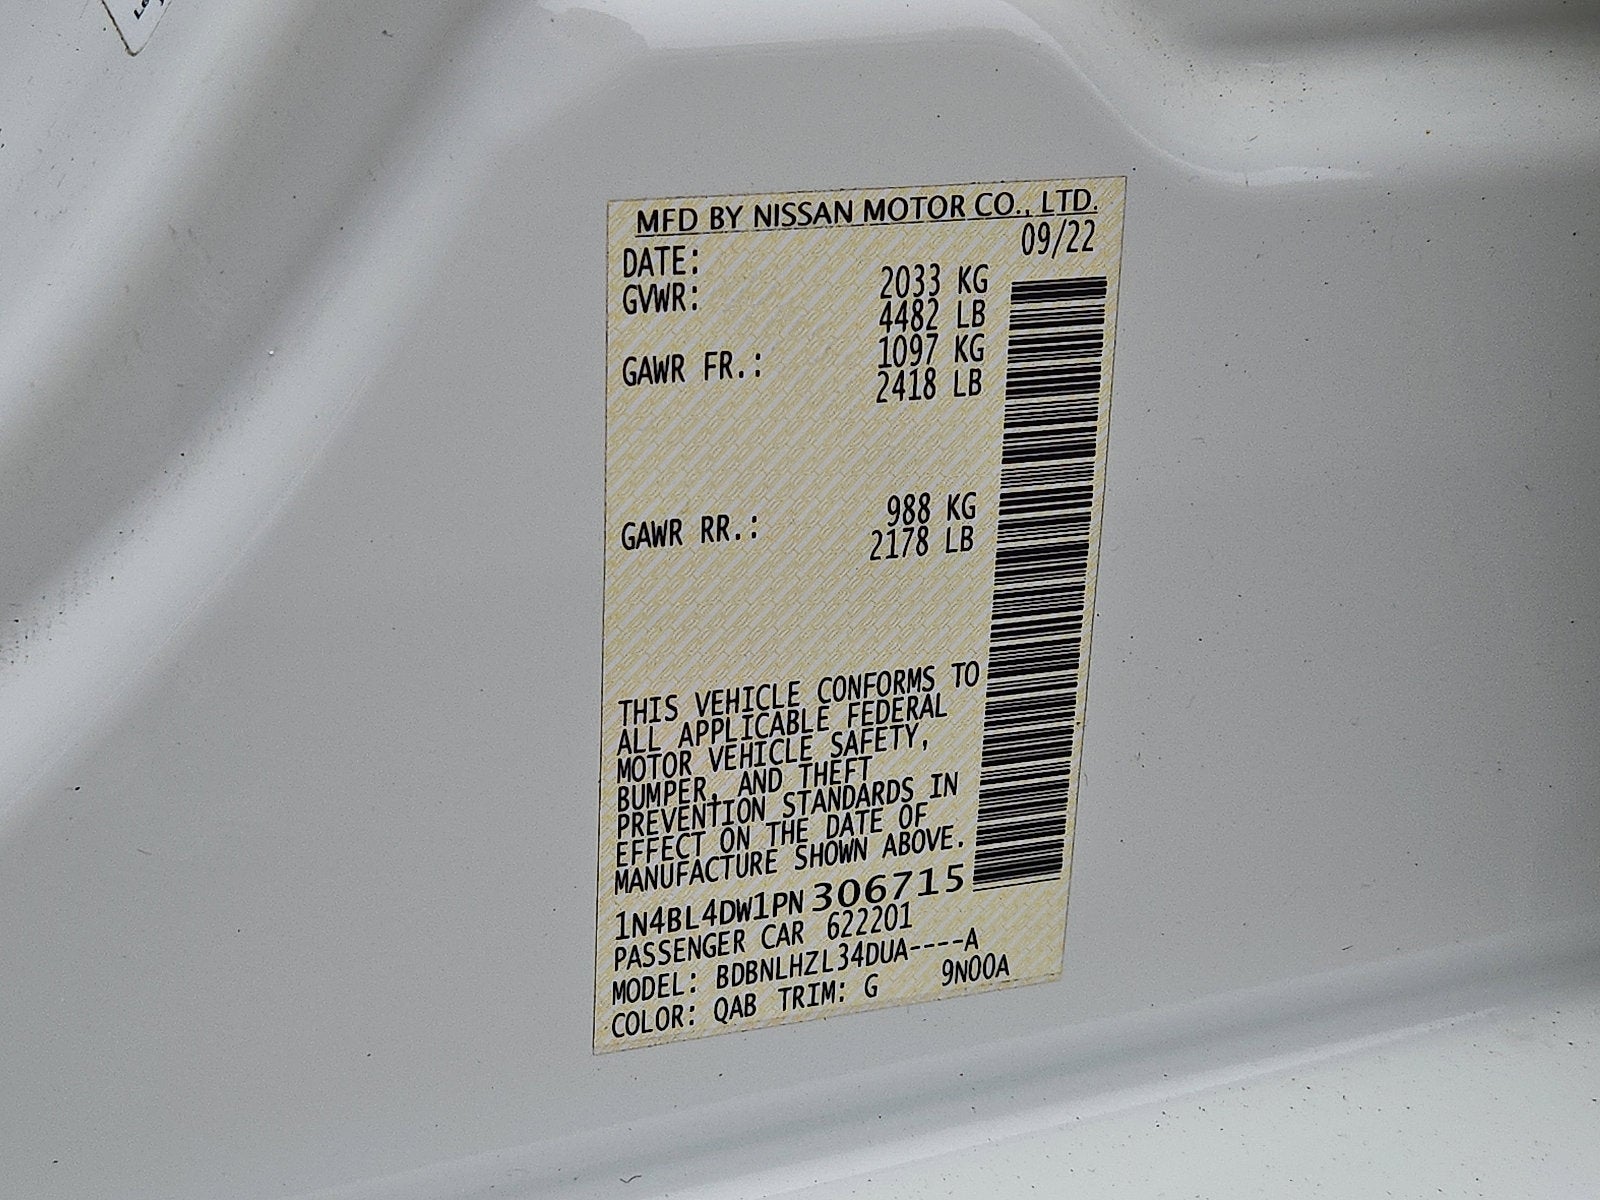 MFD BY NISSAN MOTOR CO., LTD.
DATE: 09/22
GVWR: 2033 KG
4482 LB
GAWR FR.: 1097 KG
2418 LB
GAWR RR.: 988 KG
2178 LB
THIS VEHICLE CONFORMS TO
ALL APPLICABLE FEDERAL
MOTOR VEHICLE SAFETY,
BUMPER, AND THEFT
PREVENTION STANDARDS IN
EFFECT ON THE DATE OF
MANUFACTURE SHOWN ABOVE.
1N4BL4DW1PN306715
PASSENGER CAR 622201
MODEL: BDBNLHZL34DUA----A
COLOR: QAB TRIM: G 9N00A